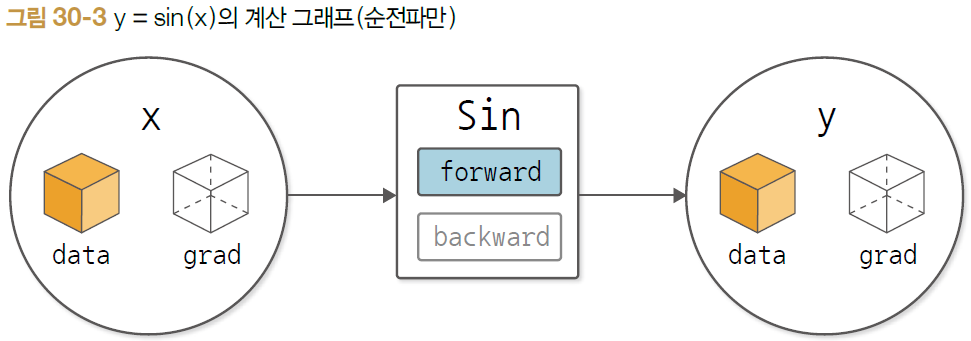 그림 30-3 y = sin(x)의 계산 그래프(순전파만)
x
data
grad
Sin
forward
backward
y
data
grad